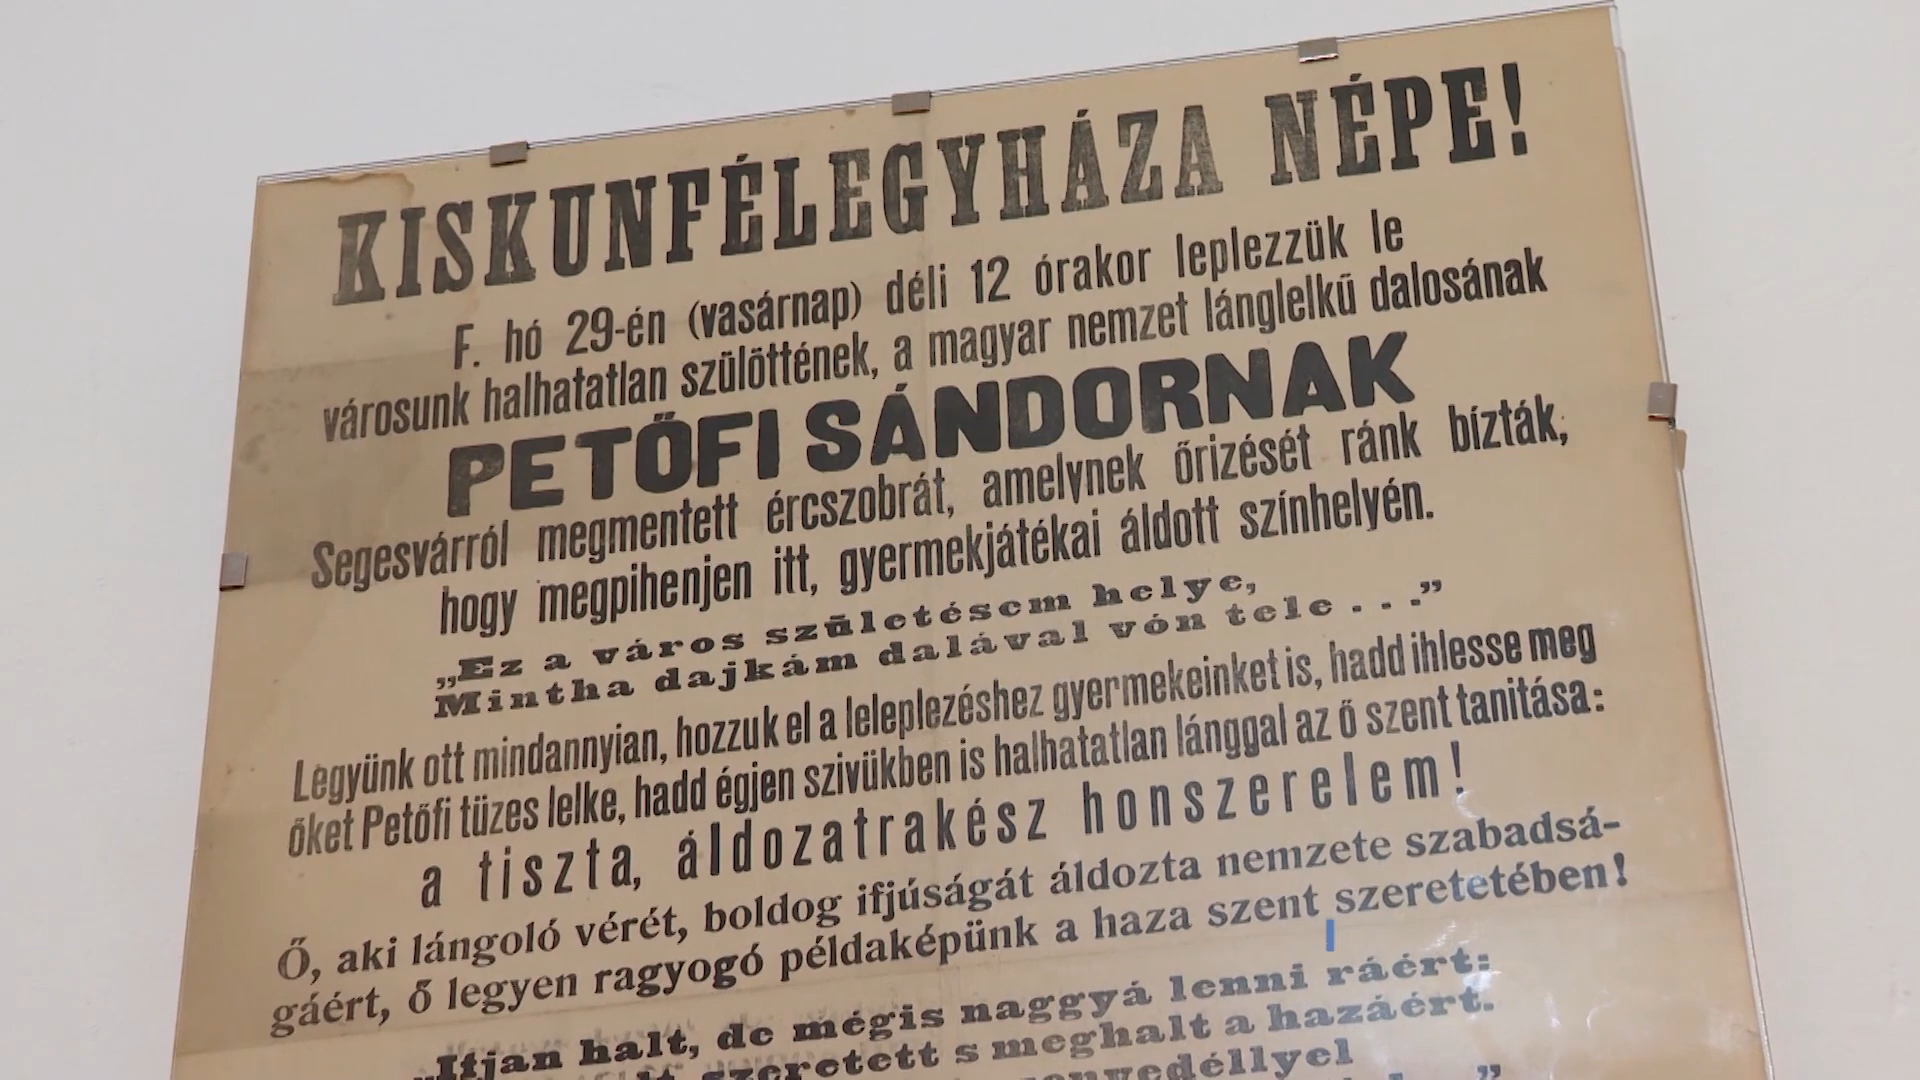 KISKUNFÉLEGYHÁZA NÉPE!
F. hó 29-én (vasárnap) déli 12 órakor leplezzük le
városunk halhatatlan szülöttének, a magyar nemzet lánglelkű dalosának
PETŐFI SÁNDORNAK
Segesvárról megmentett ércszobrát, amelynek őrizését ránk bízták,
hogy megpihenjen itt, gyermekjátékai áldott színhelyén.
„Ez a város születésem helye,
Mintha dajkám dalával vón tele . . .”
Legyünk ott mindannyian, hozzuk el a leleplezéshez gyermekeinket is, hadd ihlesse meg
őket Petőfi tüzes lelke, hadd égjen szivükben is halhatatlan lánggal az ő szent tanitása:
a tiszta, áldozatrakész honszerelem!
Ő, aki lángoló vérét, boldog ifjúságát áldozta nemzete szabadsá-
gáért, ő legyen ragyogó példaképünk a haza szent szeretetében!
„Ifjan halt, de mégis naggyá lenni ráért:
szeretett s meghalt a hazáért.